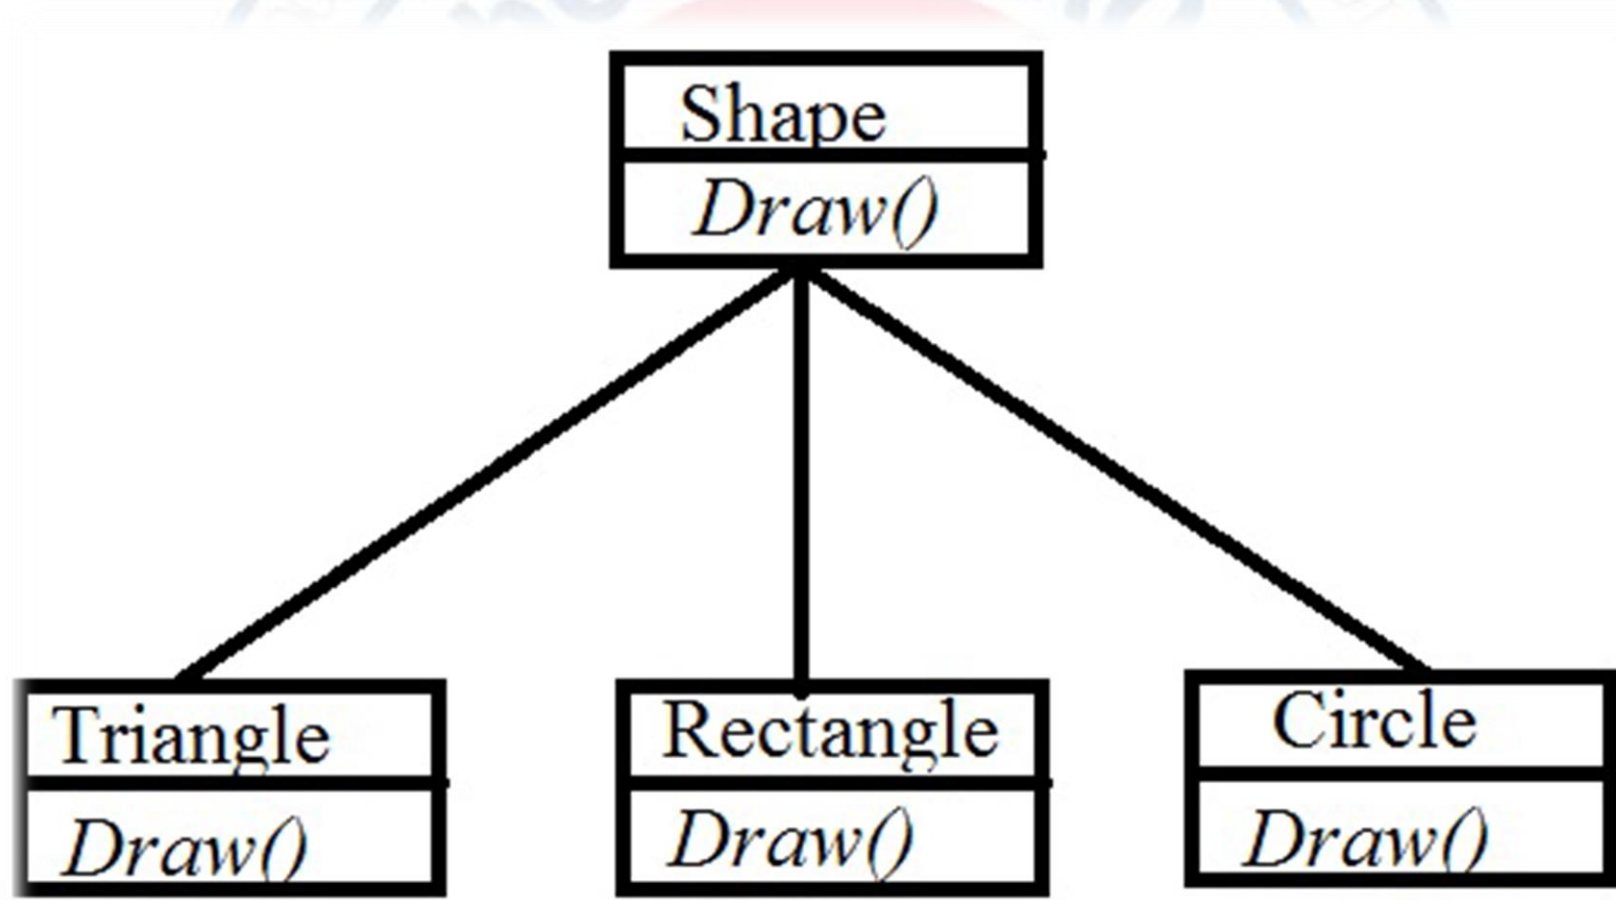 Shape
Draw()
Triangle
Draw()
Rectangle
Draw()
Circle
Draw()